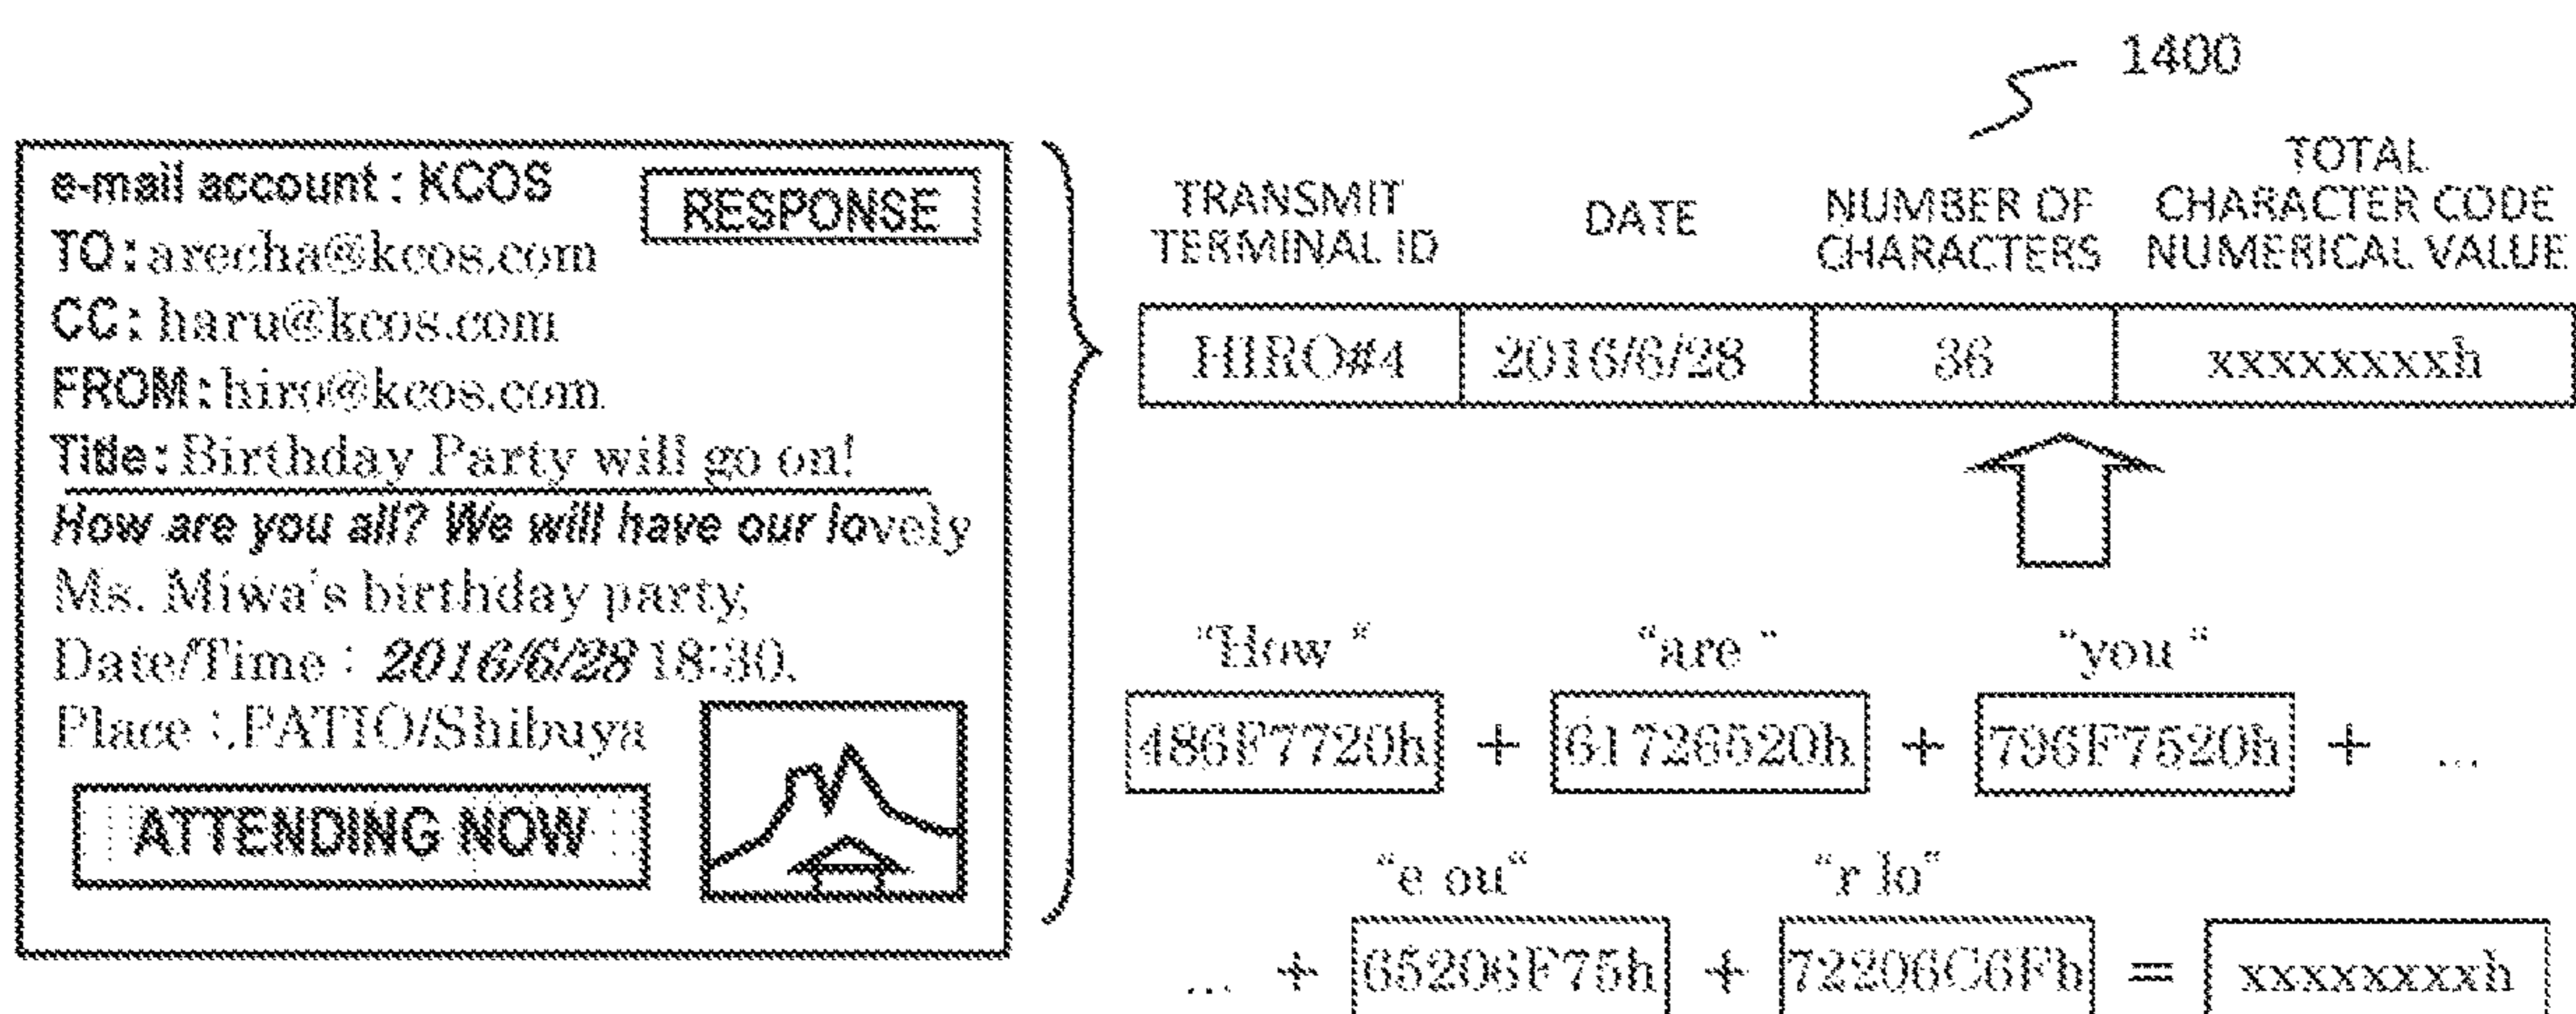 1400
e-mail account : KCOS
RESPONSE
TO: arecha@kcos.com
CC: haru@kcos.com
FROM: hiro@kcos.com
Title: Birthday Party will go on!
How are you all? We will have our lovely
Ms. Miwa's birthday party,
Date/Time : 2016/6/28 18:30.
Place : PATIO/Shibuya
ATTENDING NOW
TRANSMIT TERMINAL ID
DATE
NUMBER OF CHARACTERS
TOTAL CHARACTER CODE NUMERICAL VALUE
HIRO#4 2016/6/28 36 xxxxxxxxh
"How " "are " "you "
486F7720h + 61726520h + 796F7520h + ...
"e ou" "r lo"
... + 65206F75h + 72206C6Fh = xxxxxxxxh